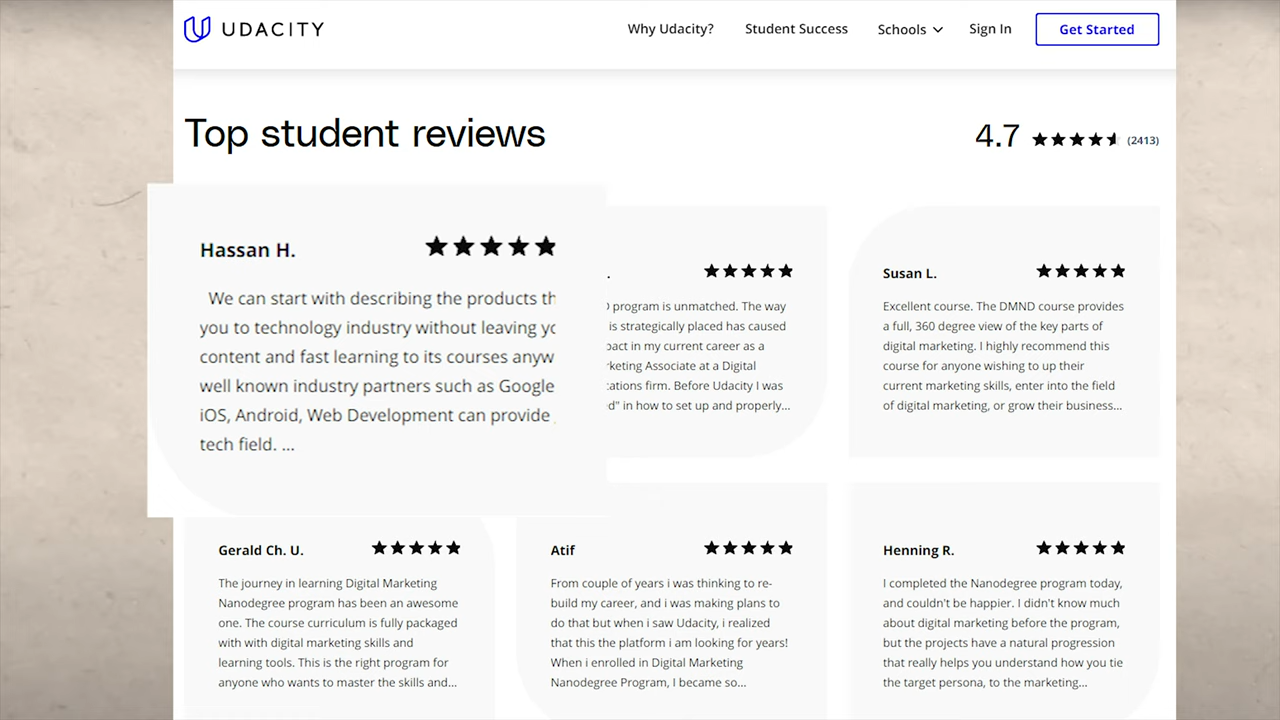 UDACITY
Why Udacity?
Student Success
Schools
Sign In
Get Started
Top student reviews
4.7
(2413)
Hassan H.
We can start with describing the products
you to technology industry without leaving
content and fast learning to its courses
well known industry partners such as Google
iOS, Android, Web Development can provide
tech field. ...
program is unmatched. The way
is strategically placed has caused
in my current career as a
Associate at a Digital
firm. Before Udacity I was
in how to set up and properly...
Susan L.
Excellent course. The DMND course provides
a full, 360 degree view of the key parts of
digital marketing. I highly recommend this
course for anyone wishing to up their
current marketing skills, enter into the field
of digital marketing, or grow their business...
Gerald Ch. U.
The journey in learning Digital Marketing
Nanodegree program has been an awesome
one. The course curriculum is fully packaged
with with digital marketing skills and
learning tools. This is the right program for
anyone who wants to master the skills and...
Atif
From couple of years i was thinking to re-
build my career, and i was making plans to
do that but when i saw Udacity, i realized
that this the platform i am looking for years!
When i enrolled in Digital Marketing
Nanodegree Program, I became so...
Henning R.
I completed the Nanodegree program today,
and couldn't be happier. I didn't know much
about digital marketing before the program,
but the projects have a natural progression
that really helps you understand how you tie
the target persona, to the marketing...